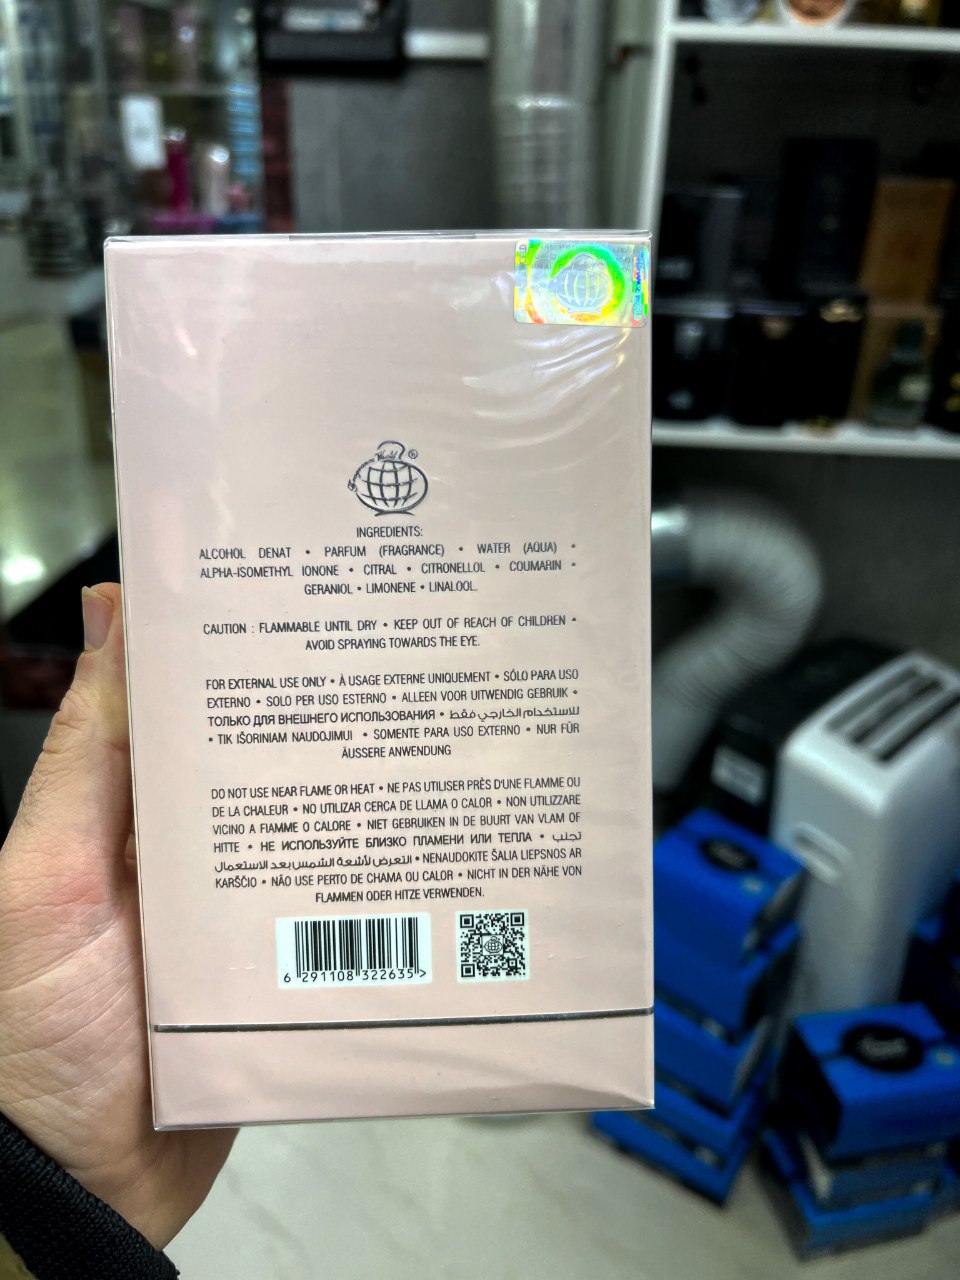 Fragrance World
INGREDIENTS:
ALCOHOL DENAT • PARFUM (FRAGRANCE) • WATER (AQUA) •
ALPHA-ISOMETHYL IONONE • CITRAL • CITRONELLOL • COUMARIN •
GERANIOL • LIMONENE • LINALOOL.
CAUTION : FLAMMABLE UNTIL DRY • KEEP OUT OF REACH OF CHILDREN •
AVOID SPRAYING TOWARDS THE EYE.
FOR EXTERNAL USE ONLY • À USAGE EXTERNE UNIQUEMENT • SÓLO PARA USO
EXTERNO • SOLO PER USO ESTERNO • ALLEEN VOOR UITWENDIG GEBRUIK •
ТОЛЬКО ДЛЯ ВНЕШНЕГО ИСПОЛЬЗОВАНИЯ • للاستخدام الخارجي فقط
• TIK IŠORINIAM NAUDOJIMUI • SOMENTE PARA USO EXTERNO • NUR FÜR
ÄUSSERE ANWENDUNG
DO NOT USE NEAR FLAME OR HEAT • NE PAS UTILISER PRÈS D'UNE FLAMME OU
DE LA CHALEUR • NO UTILIZAR CERCA DE LLAMA O CALOR • NON UTILIZZARE
VICINO A FIAMME O CALORE • NIET GEBRUIKEN IN DE BUURT VAN VLAM OF
HITTE • НЕ ИСПОЛЬЗУЙТЕ БЛИЗКО ПЛАМЕНИ ИЛИ ТЕПЛА • تجنب
التعرض لأشعة الشمس بعد الاستعمال • NENAUDOKITE ŠALIA LIEPSNOS AR
KARŠČIO • NÃO USE PERTO DE CHAMA OU CALOR • NICHT IN DER NÄHE VON
FLAMMEN ODER HITZE VERWENDEN.
6 291108 322635 >